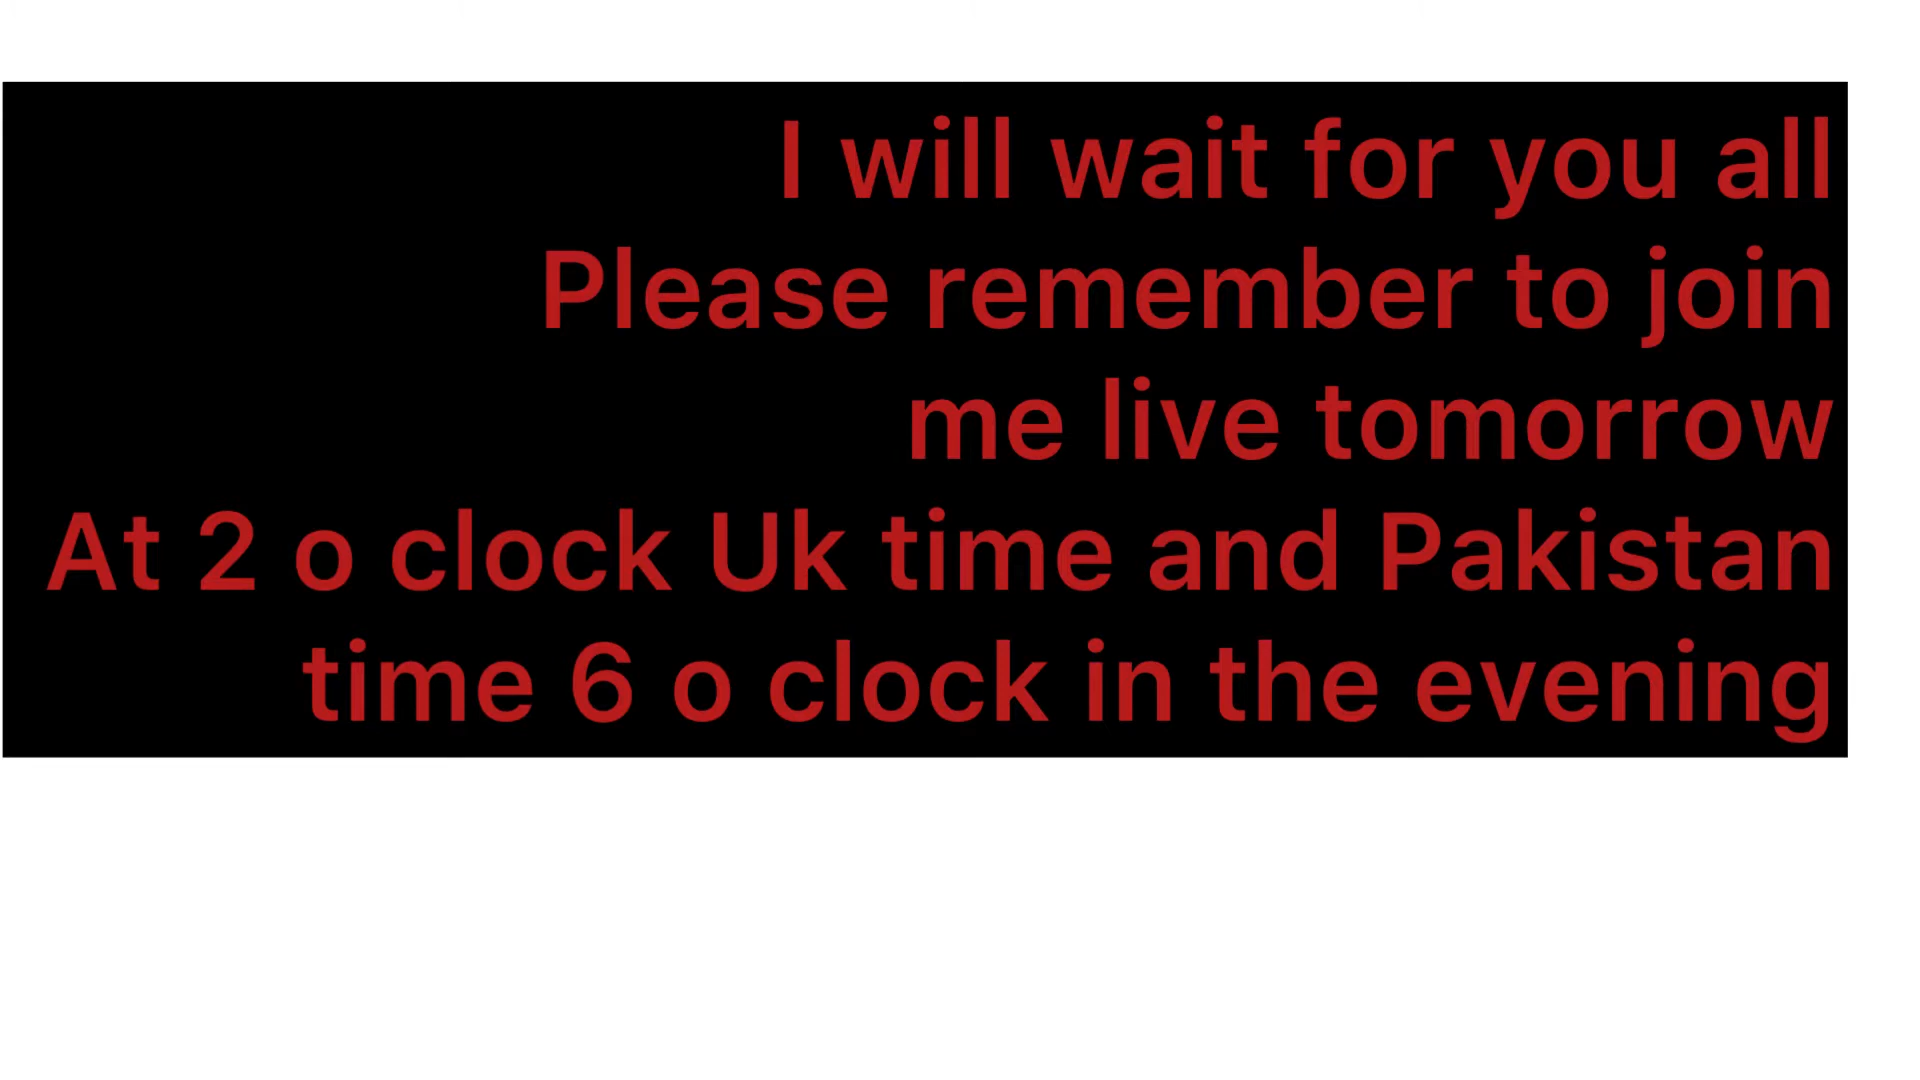 I will wait for you all
Please remember to join
me live tomorrow
At 2 o clock Uk time and Pakistan
time 6 o clock in the evening